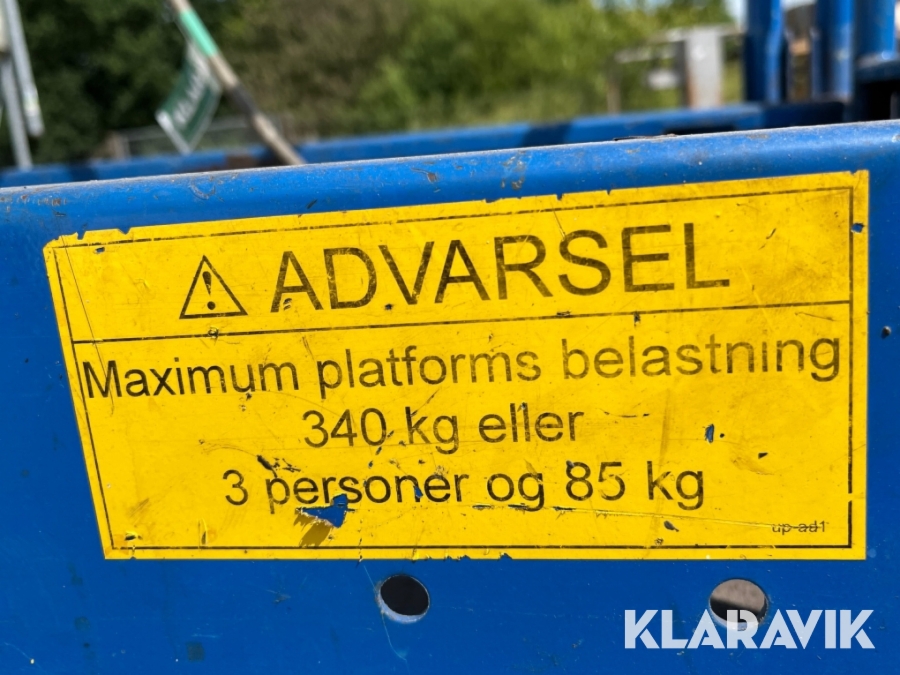 ADVARSEL
Maximum platforms belastning
340 kg eller
3 personer og 85 kg
up-ad1
KLARAVIK